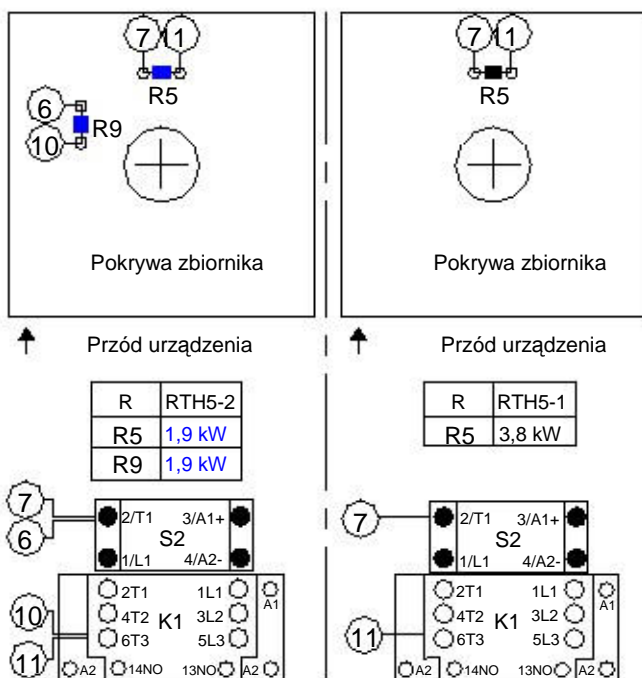 7 1
R5
6
R9
10
Pokrywa zbiornika
Przód urządzenia
R RTH5-2
R5 1,9 kW
R9 1,9 kW
7
6
2/T1 3/A1+
S2
1/L1 4/A2-
2T1 1L1 A1
4T2 K1 3L2
6T3 5L3
10
11
A2 14NO 13NO A2
7 1
R5
Pokrywa zbiornika
Przód urządzenia
R RTH5-1
R5 3,8 kW
7
2/T1 3/A1+
S2
1/L1 4/A2-
2T1 1L1 A1
4T2 K1 3L2
6T3 5L3
11
A2 14NO 13NO A2